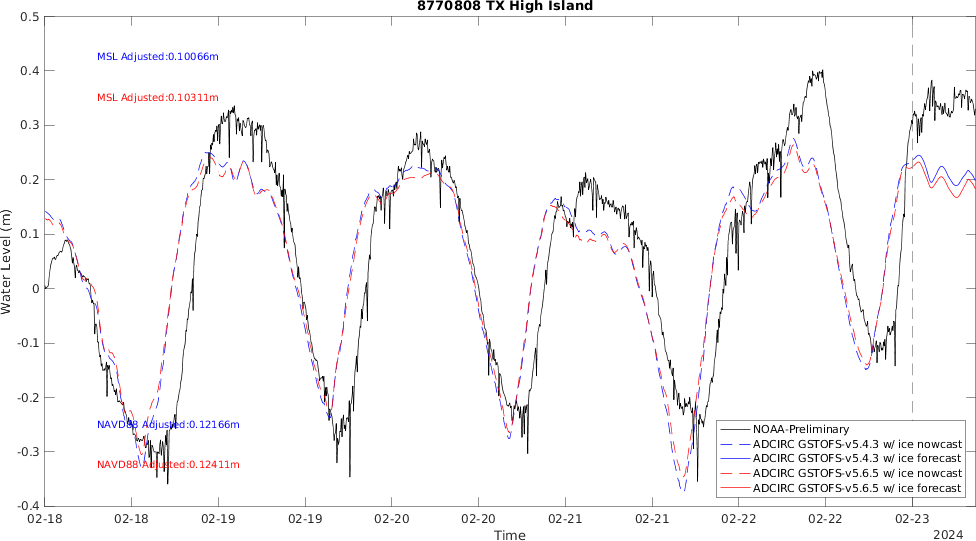 8770808 TX High Island
0.5
0.4
0.3
0.2
0.1
0
-0.1
-0.2
-0.3
-0.4
Water Level (m)
MSL Adjusted:0.10066m
MSL Adjusted:0.10311m
NAVD88 Adjusted:0.12166m
NAVD88 Adjusted:0.12411m
NOAA-Preliminary
ADCIRC GSTOFS-v5.4.3 w/ ice nowcast
ADCIRC GSTOFS-v5.4.3 w/ ice forecast
ADCIRC GSTOFS-v5.6.5 w/ ice nowcast
ADCIRC GSTOFS-v5.6.5 w/ ice forecast
02-18 02-18 02-19 02-19 02-20 02-20 02-21 02-21 02-22 02-22 02-23
Time
2024